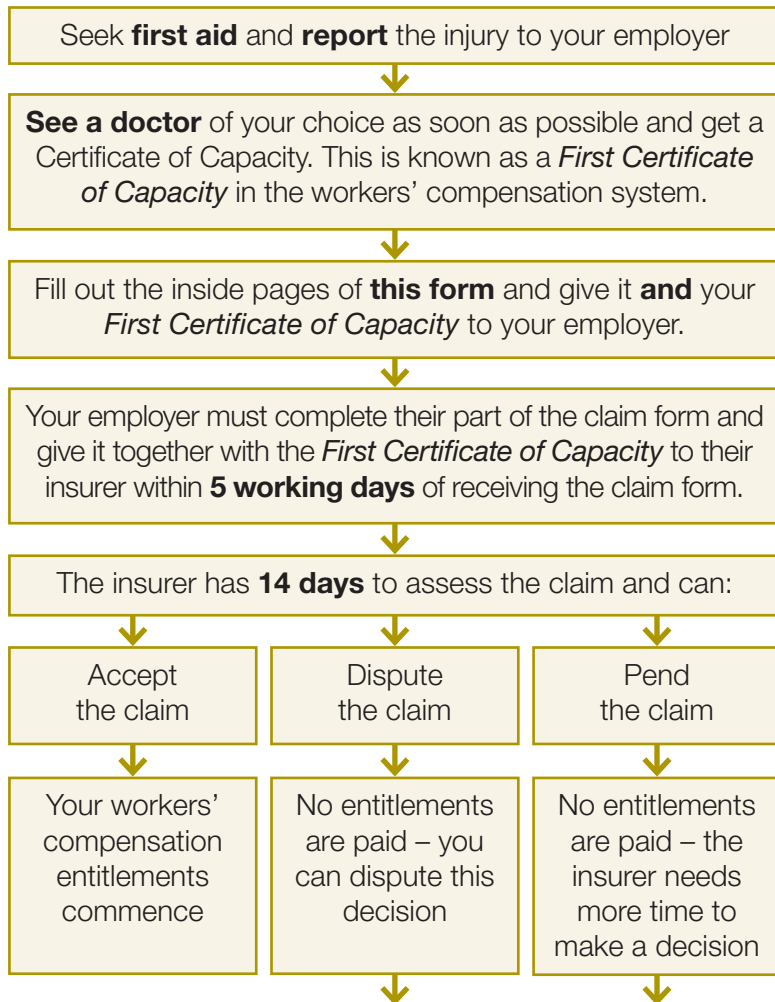 Seek first aid and report the injury to your employer
See a doctor of your choice as soon as possible and get a
Certificate of Capacity. This is known as a First Certificate
of Capacity in the workers’ compensation system.
Fill out the inside pages of this form and give it and your
First Certificate of Capacity to your employer.
Your employer must complete their part of the claim form and
give it together with the First Certificate of Capacity to their
insurer within 5 working days of receiving the claim form.
The insurer has 14 days to assess the claim and can:
Accept
the claim
Dispute
the claim
Pend
the claim
Your workers’
compensation
entitlements
commence
No entitlements
are paid – you
can dispute this
decision
No entitlements
are paid – the
insurer needs
more time to
make a decision